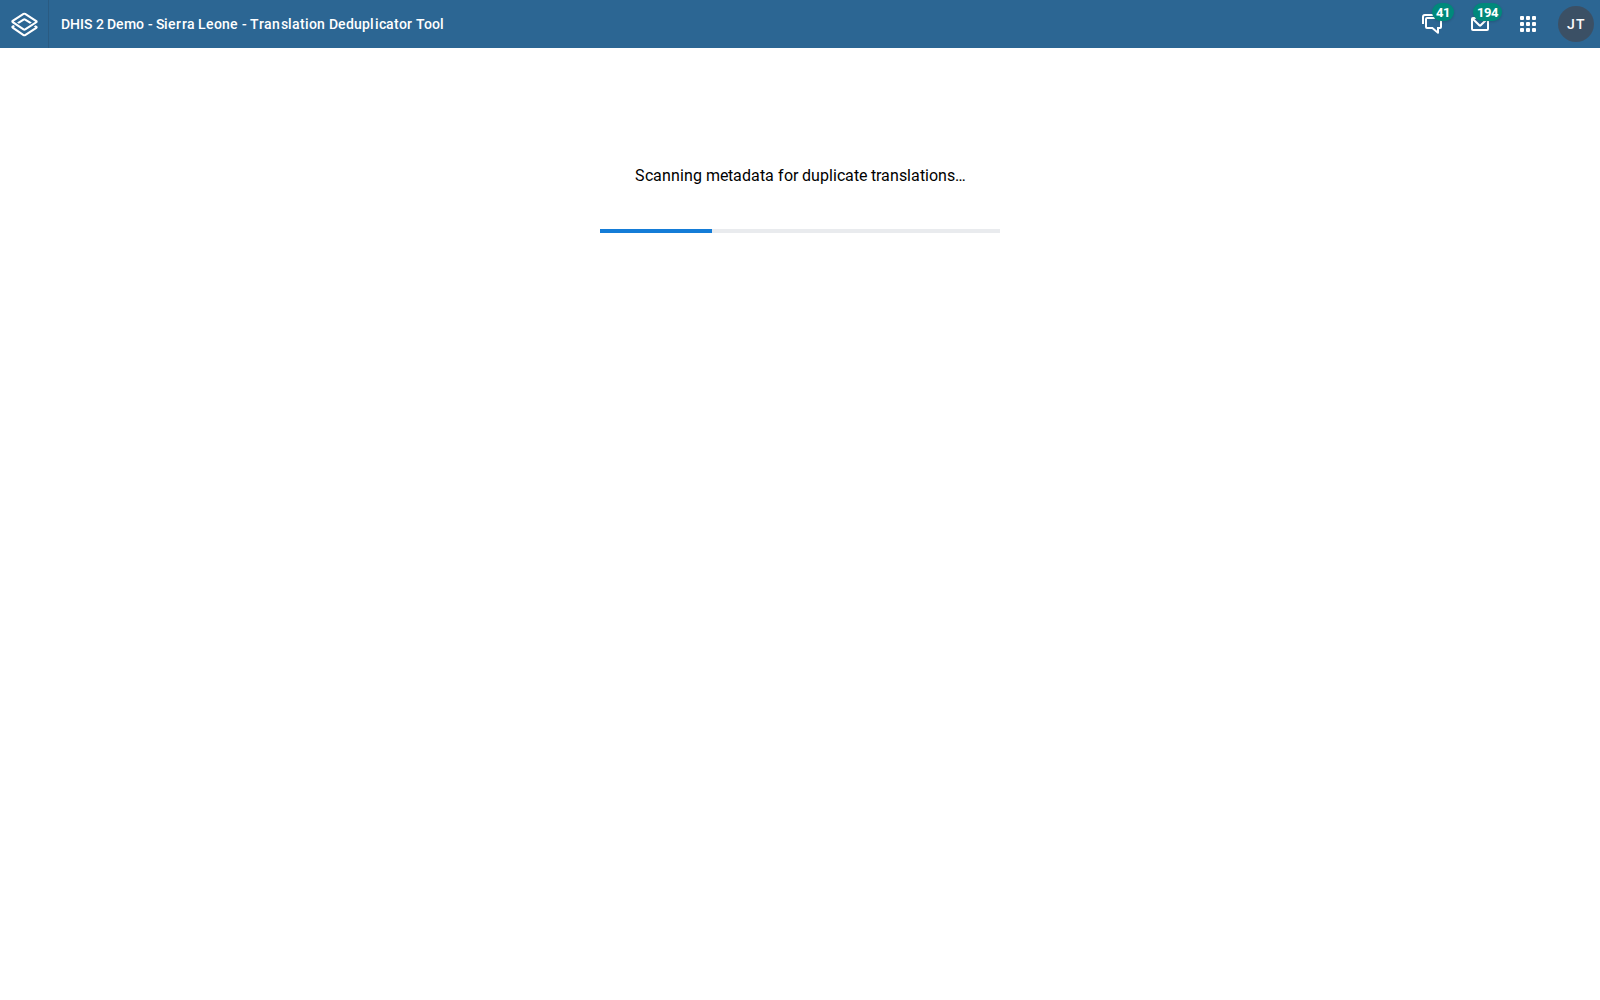 DHIS 2 Demo - Sierra Leone - Translation Deduplicator Tool
41
194
JT
Scanning metadata for duplicate translations…